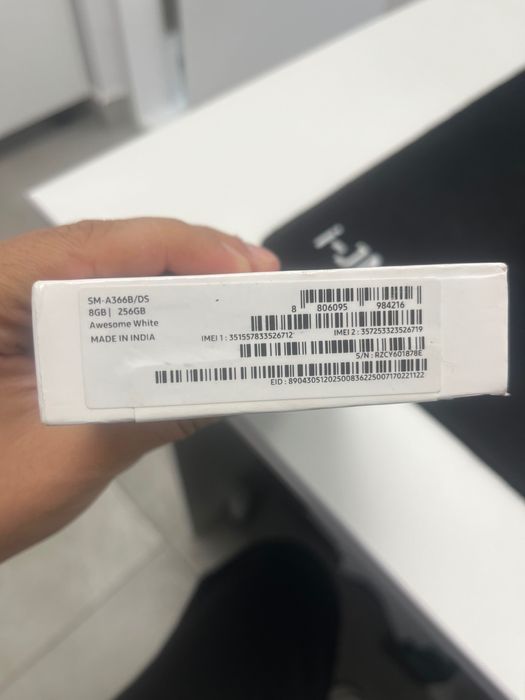 SM-A366B/DS
8GB | 256GB
Awesome White
MADE IN INDIA
8 806095 984216
IMEI 1 : 351557833526712
IMEI 2 : 357253323526719
S/N : RZCY601878E
EID : 89043051202500836225007170221122